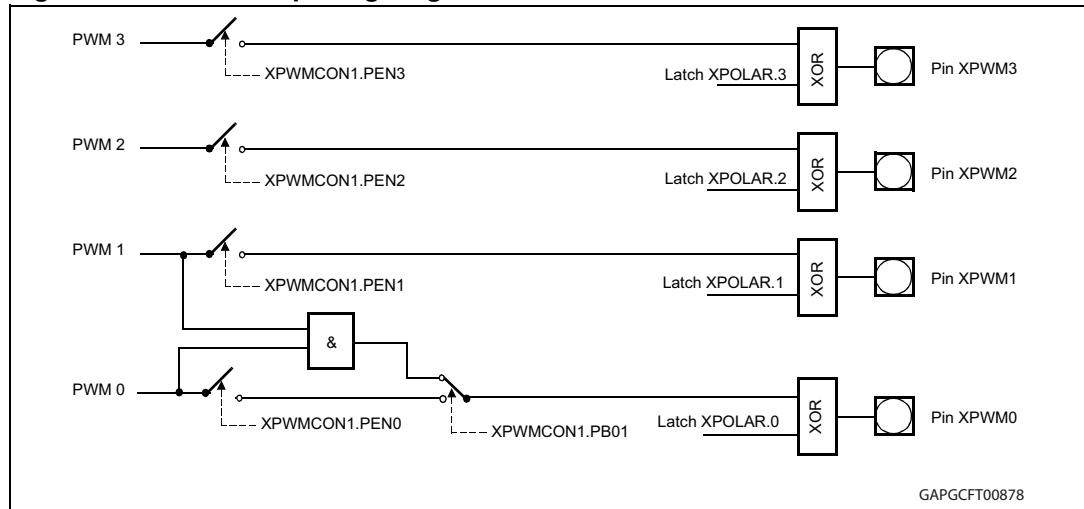 PWM 3
XPWMCON1.PEN3
Latch XPOLAR.3
XOR
Pin XPWM3
PWM 2
XPWMCON1.PEN2
Latch XPOLAR.2
XOR
Pin XPWM2
PWM 1
XPWMCON1.PEN1
Latch XPOLAR.1
XOR
Pin XPWM1
&
PWM 0
XPWMCON1.PEN0
XPWMCON1.PB01
Latch XPOLAR.0
XOR
Pin XPWM0
GAPGCFT00878